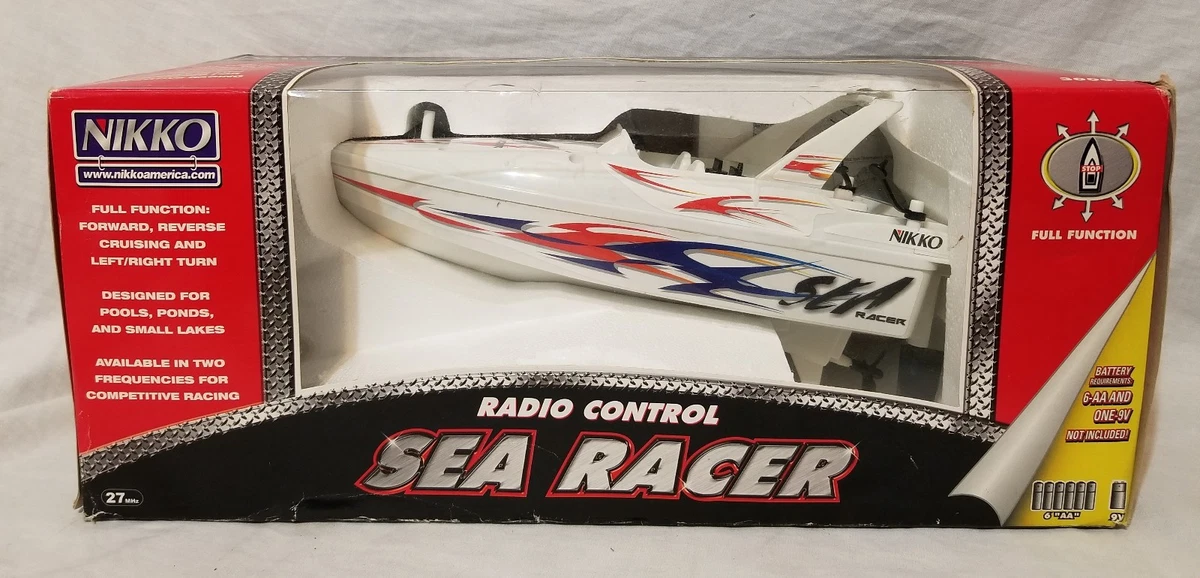 NIKKO
www.nikkoamerica.com
FULL FUNCTION:
FORWARD, REVERSE
CRUISING AND
LEFT/RIGHT TURN
DESIGNED FOR
POOLS, PONDS,
AND SMALL LAKES
AVAILABLE IN TWO
FREQUENCIES FOR
COMPETITIVE RACING
27 MHz
NIKKO
SEA
RACER
RADIO CONTROL
SEA RACER
STOP
FULL FUNCTION
BATTERY
REQUIREMENTS:
6-AA AND
ONE-9V
NOT INCLUDED!
6 "AA"
9V